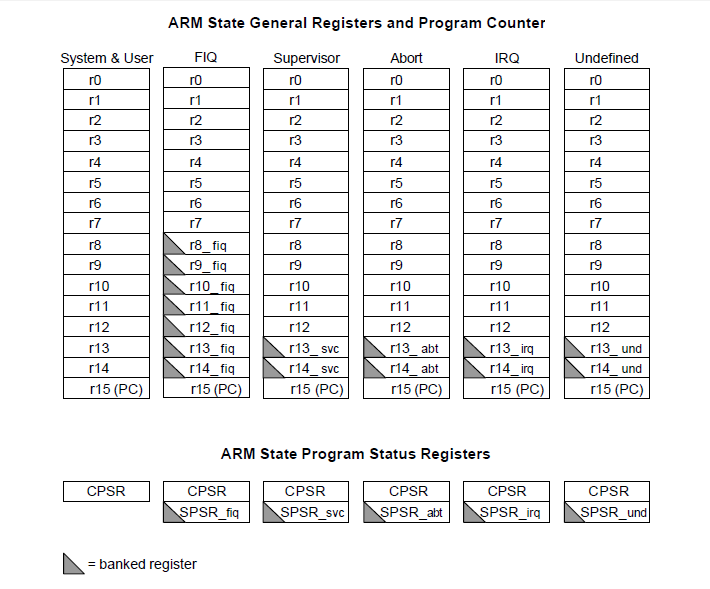 ARM State General Registers and Program Counter
System & User FIQ Supervisor Abort IRQ Undefined
r0 r0 r0 r0 r0 r0
r1 r1 r1 r1 r1 r1
r2 r2 r2 r2 r2 r2
r3 r3 r3 r3 r3 r3
r4 r4 r4 r4 r4 r4
r5 r5 r5 r5 r5 r5
r6 r6 r6 r6 r6 r6
r7 r7 r7 r7 r7 r7
r8 r8_fiq r8 r8 r8 r8
r9 r9_fiq r9 r9 r9 r9
r10 r10_fiq r10 r10 r10 r10
r11 r11_fiq r11 r11 r11 r11
r12 r12_fiq r12 r12 r12 r12
r13 r13_fiq r13_svc r13_abt r13_irq r13_und
r14 r14_fiq r14_svc r14_abt r14_irq r14_und
r15 (PC) r15 (PC) r15 (PC) r15 (PC) r15 (PC) r15 (PC)
ARM State Program Status Registers
CPSR CPSR CPSR CPSR CPSR CPSR
SPSR_fiq SPSR_svc SPSR_abt SPSR_irq SPSR_und
= banked register